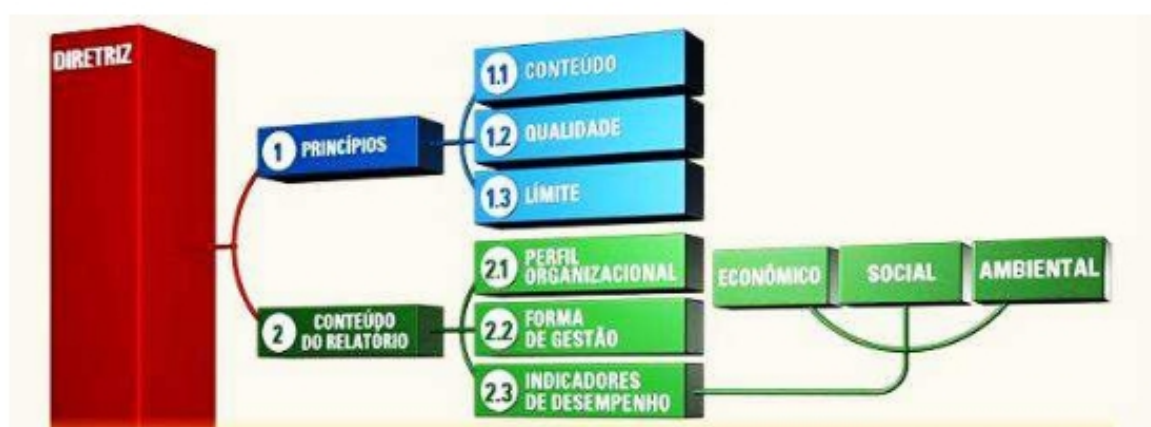 DIRETRIZ
1 PRINCÍPIOS
1.1 CONTEÚDO
1.2 QUALIDADE
1.3 LÍMITE
2 CONTEÚDO
DO RELATÓRIO
2.1 PERFIL
ORGANIZACIONAL
2.2 FORMA
DE GESTÃO
2.3 INDICADORES
DE DESEMPENHO
ECONÔMICO
SOCIAL
AMBIENTAL